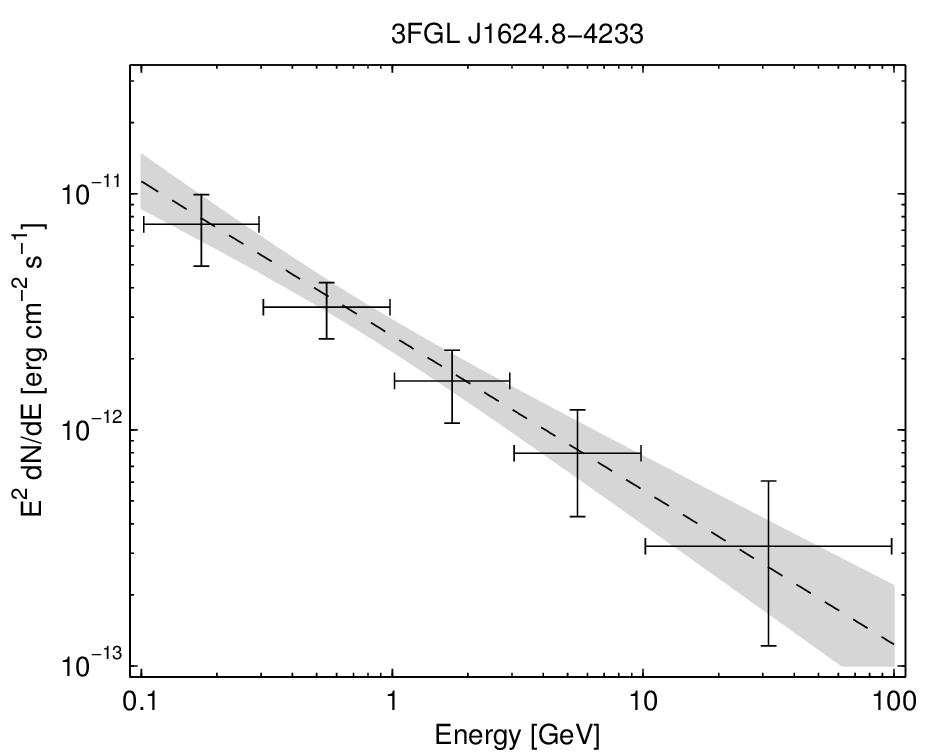 3FGL J1624.8−4233
10⁻¹¹
10⁻¹²
10⁻¹³
E² dN/dE [erg cm⁻² s⁻¹]
0.1 1 10 100
Energy [GeV]